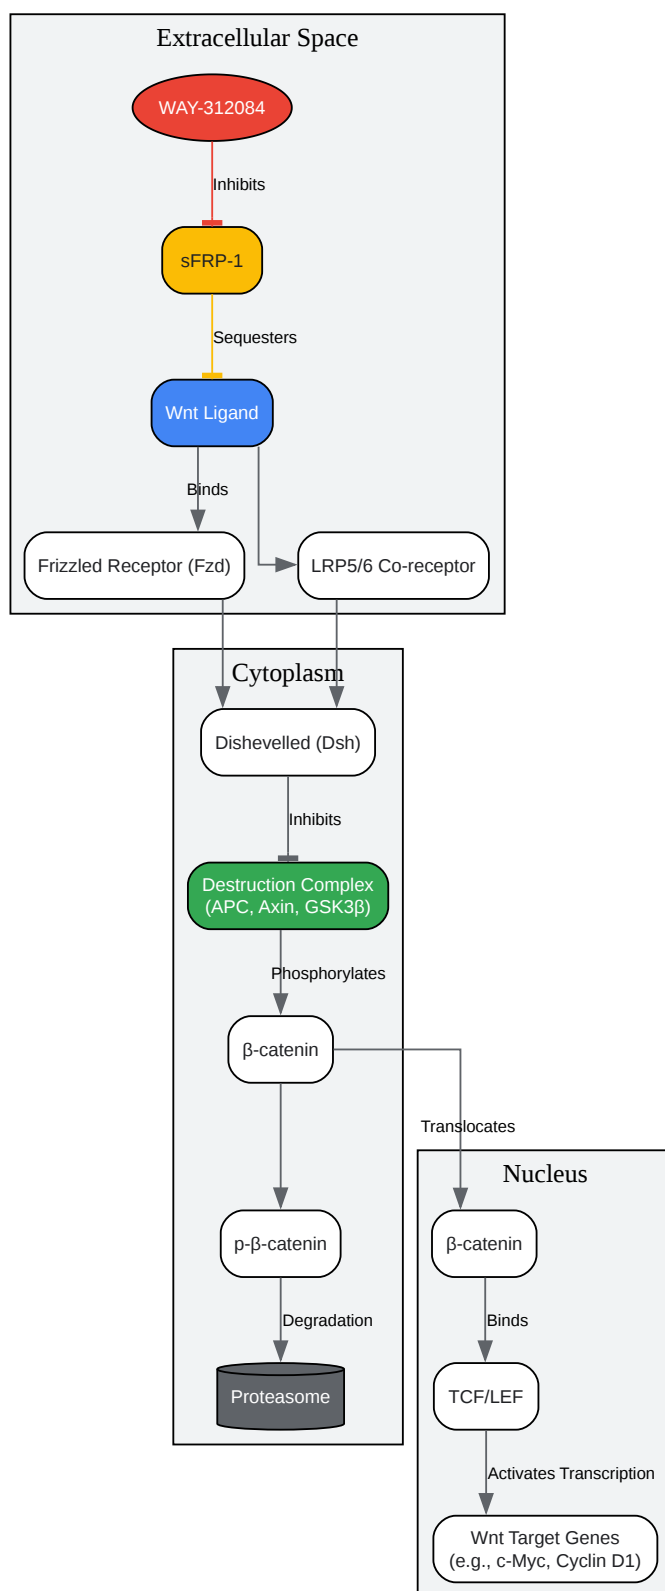 Extracellular Space
WAY-312084
Inhibits
sFRP-1
Sequesters
Wnt Ligand
Binds
Frizzled Receptor (Fzd)
LRP5/6 Co-receptor
Cytoplasm
Dishevelled (Dsh)
Inhibits
Destruction Complex
(APC, Axin, GSK3β)
Phosphorylates
β-catenin
Translocates
Nucleus
p-β-catenin
β-catenin
Degradation
Binds
Proteasome
TCF/LEF
Activates Transcription
Wnt Target Genes
(e.g., c-Myc, Cyclin D1)